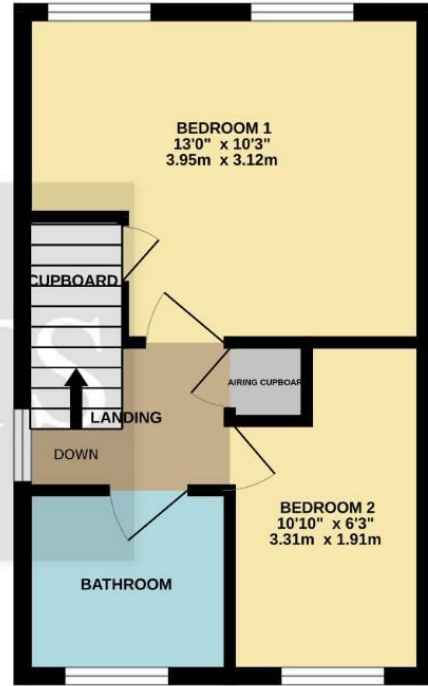 BEDROOM 1
13'0" x 10'3"
3.95m x 3.12m
CUPBOARD
AIRING CUPBOAR
LANDING
DOWN
BEDROOM 2
10'10" x 6'3"
3.31m x 1.91m
BATHROOM